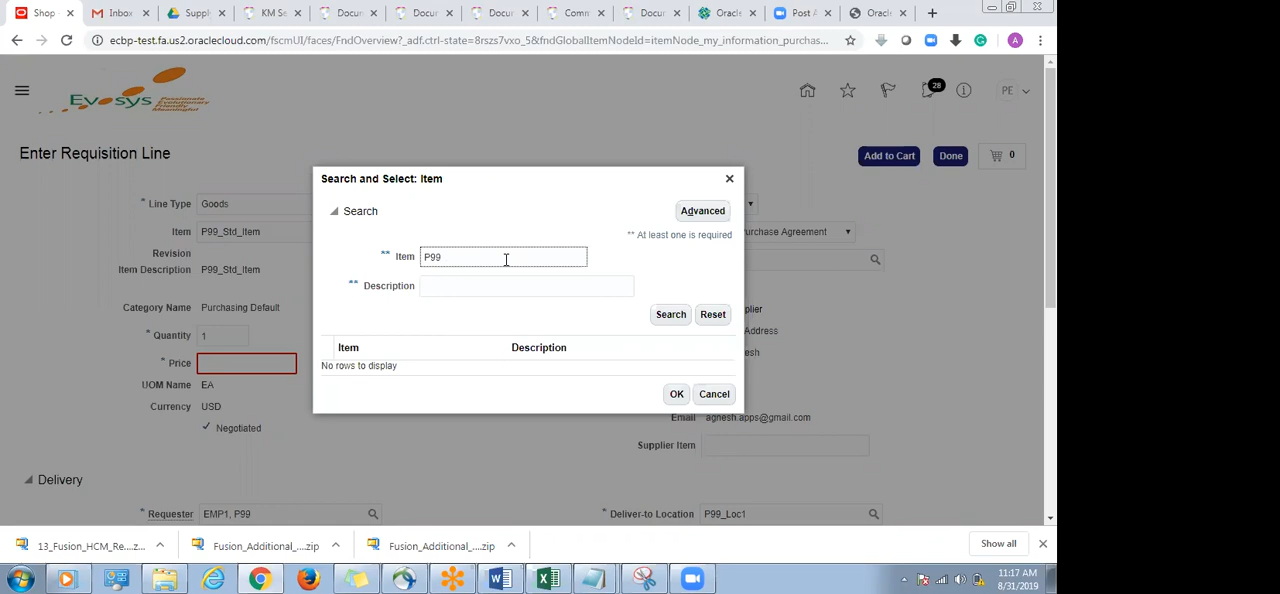 Shop -
Inbox
Supply
KM Se
Docum
Docum
Docum
Comm
Docum
Oracle
Post A
Oracle
ecbp-test.fa.us2.oraclecloud.com/fscmUI/faces/FndOverview?_adf.ctrl-state=8rszs7vxo_5&fndGlobalItemNodeId=itemNode_my_information_purchas...
A
Evosys
28
PE
Enter Requisition Line
Add to Cart
Done
0
* Line Type Goods
Item P99_Std_Item
urchase Agreement
Revision
Item Description P99_Std_Item
Category Name Purchasing Default
plier
* Quantity 1
Address
* Price
esh
UOM Name EA
Currency USD
Negotiated
Email agnesh.apps@gmail.com
Supplier Item
Search and Select: Item
Search
Advanced
** At least one is required
** Item P99
** Description
Search
Reset
Item Description
No rows to display
OK
Cancel
Delivery
* Requester EMP1, P99
* Deliver-to Location P99_Loc1
13_Fusion_HCM_Re....z...
Fusion_Additional_....zip
Fusion_Additional_....zip
Show all
11:17 AM
8/31/2019